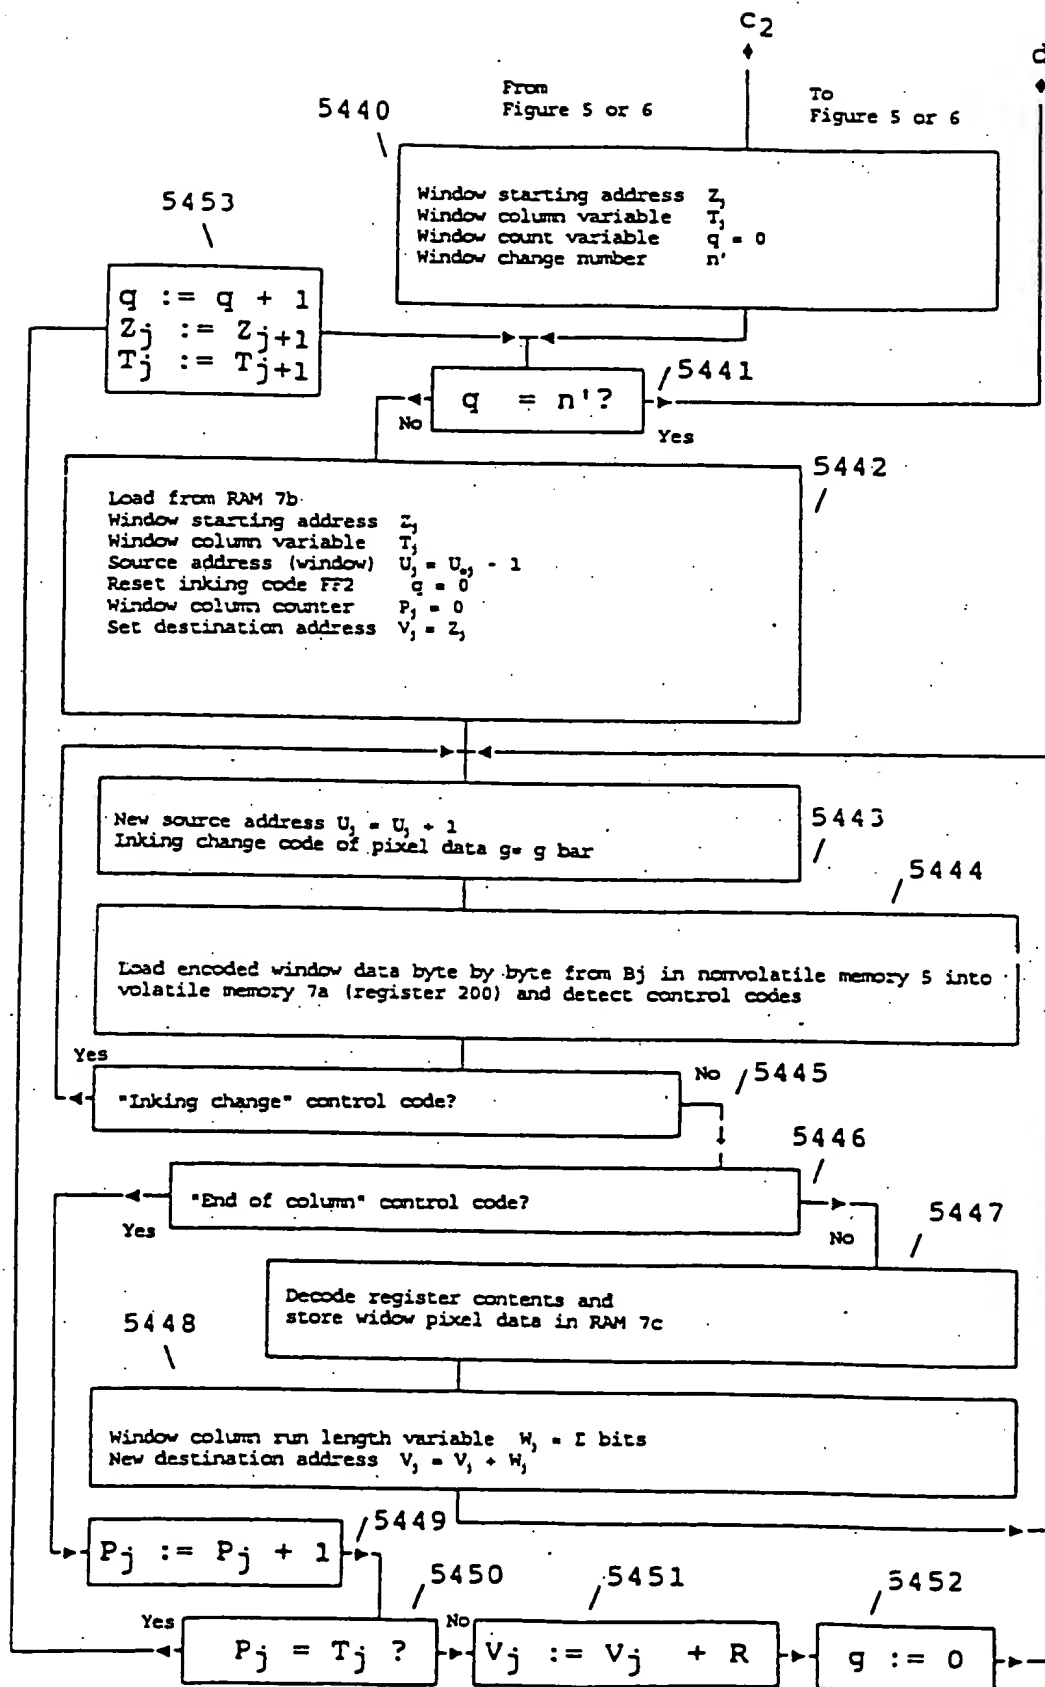 c2
d
From
Figure 5 or 6
To
Figure 5 or 6
5440
Window starting address Zj
Window column variable Tj
Window count variable q = 0
Window change number n'
5453
q := q + 1
Zj := Zj+1
Tj := Tj+1
5441
q = n'?
No
Yes
5442
Load from RAM 7b
Window starting address Zj
Window column variable Tj
Source address (window) Uj = Uoj - 1
Reset inking code FF2 g = 0
Window column counter Pj = 0
Set destination address Vj = Zj
New source address Uj = Uj + 1
Inking change code of pixel data g= g bar
5443
5444
Load encoded window data byte by byte from Bj in nonvolatile memory 5 into
volatile memory 7a (register 200) and detect control codes
Yes
"Inking change" control code?
No
5445
5446
"End of column" control code?
Yes
No
5447
Decode register contents and
store widow pixel data in RAM 7c
5448
Window column run length variable Wj = Σ bits
New destination address Vj = Vj + Wj
5449
Pj := Pj + 1
5450
5451
5452
Yes
Pj = Tj ?
No
Vj := Vj + R
g := 0